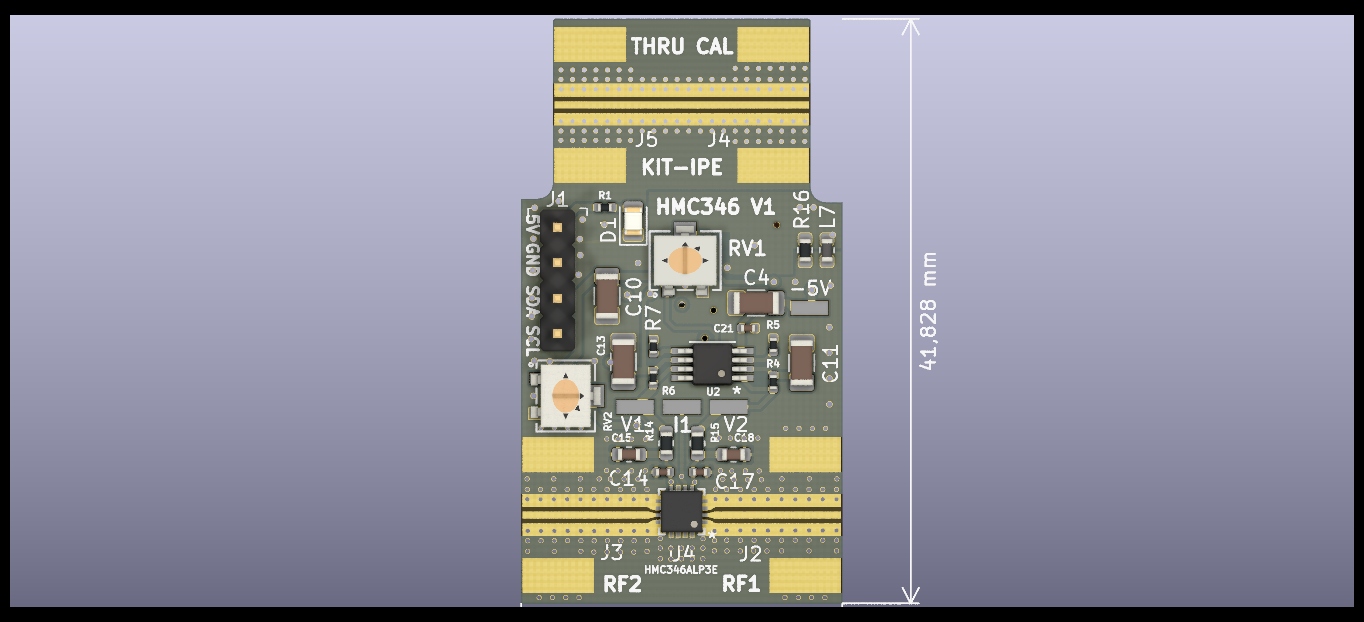 THRU CAL
J5 J4
KIT-IPE
J1
R1
HMC346 V1
R16
L7
5V GND SDA SCL
D1
RV1
C4
-5V
C10
R7
C21
R5
C13
C11
R4
R6
U2
*
RV2
V1 I1 V2
R14
R15
C15
C18
C14
C17
*
J3 U4 J2
HMC346ALP3E
RF2 RF1
41,828 mm